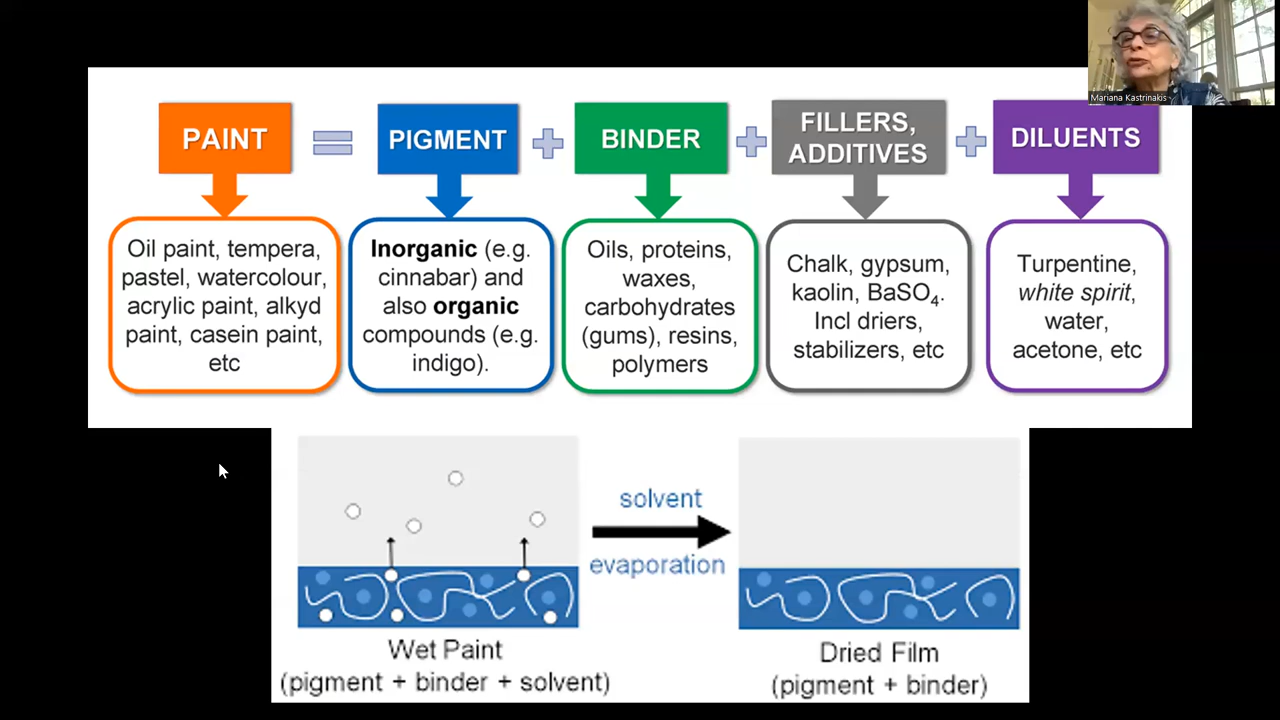 Mariana Kastrinakis
PAINT
=
PIGMENT
+
BINDER
+
FILLERS,
ADDITIVES
+
DILUENTS
Oil paint, tempera,
pastel, watercolour,
acrylic paint, alkyd
paint, casein paint,
etc
Inorganic (e.g.
cinnabar) and
also organic
compounds (e.g.
indigo).
Oils, proteins,
waxes,
carbohydrates
(gums), resins,
polymers
Chalk, gypsum,
kaolin, BaSO₄.
Incl driers,
stabilizers, etc
Turpentine,
white spirit,
water,
acetone, etc
solvent
evaporation
Wet Paint
(pigment + binder + solvent)
Dried Film
(pigment + binder)